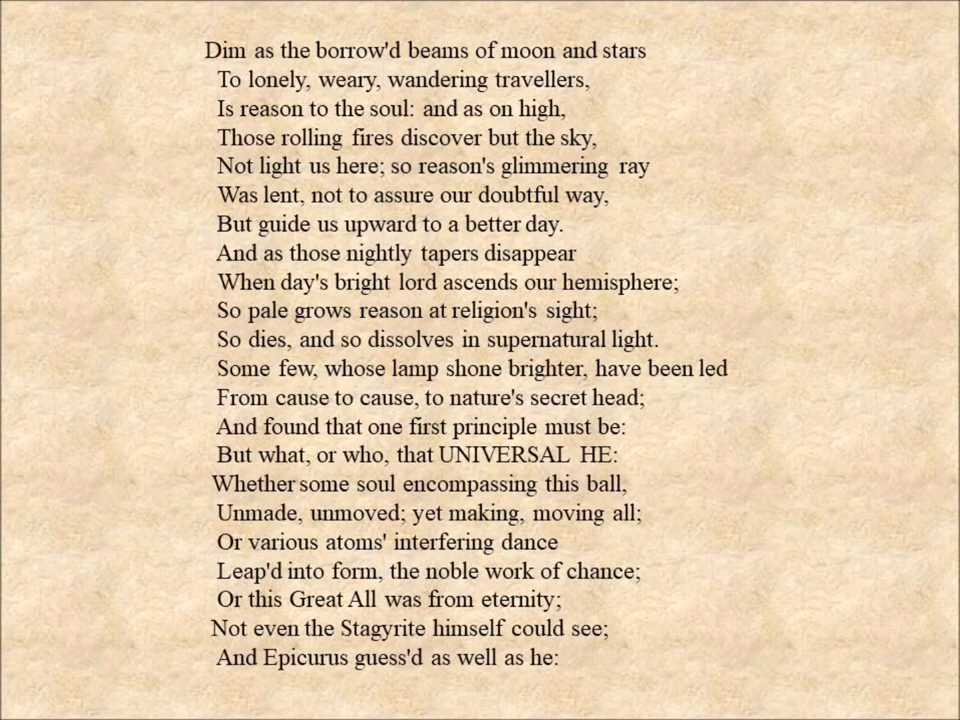 Dim as the borrow'd beams of moon and stars
To lonely, weary, wandering travellers,
Is reason to the soul: and as on high,
Those rolling fires discover but the sky,
Not light us here; so reason's glimmering ray
Was lent, not to assure our doubtful way,
But guide us upward to a better day.
And as those nightly tapers disappear
When day's bright lord ascends our hemisphere;
So pale grows reason at religion's sight;
So dies, and so dissolves in supernatural light.
Some few, whose lamp shone brighter, have been led
From cause to cause, to nature's secret head;
And found that one first principle must be:
But what, or who, that UNIVERSAL HE:
Whether some soul encompassing this ball,
Unmade, unmoved; yet making, moving all;
Or various atoms' interfering dance
Leap'd into form, the noble work of chance;
Or this Great All was from eternity;
Not even the Stagyrite himself could see;
And Epicurus guess'd as well as he: